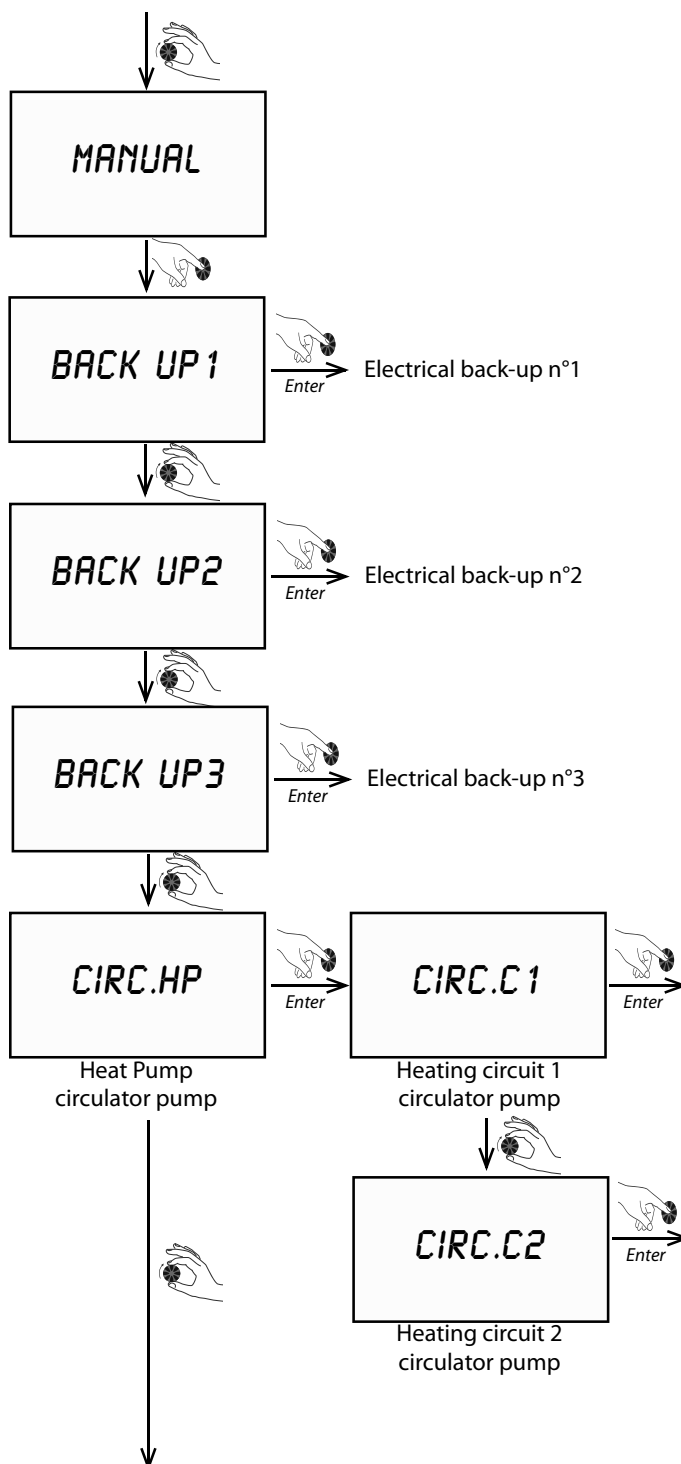 MANUAL
BACK UP1
Enter
Electrical back-up n°1
BACK UP2
Enter
Electrical back-up n°2
BACK UP3
Enter
Electrical back-up n°3
CIRC.HP
Enter
CIRC.C1
Enter
Heat Pump
circulator pump
Heating circuit 1
circulator pump
CIRC.C2
Enter
Heating circuit 2
circulator pump